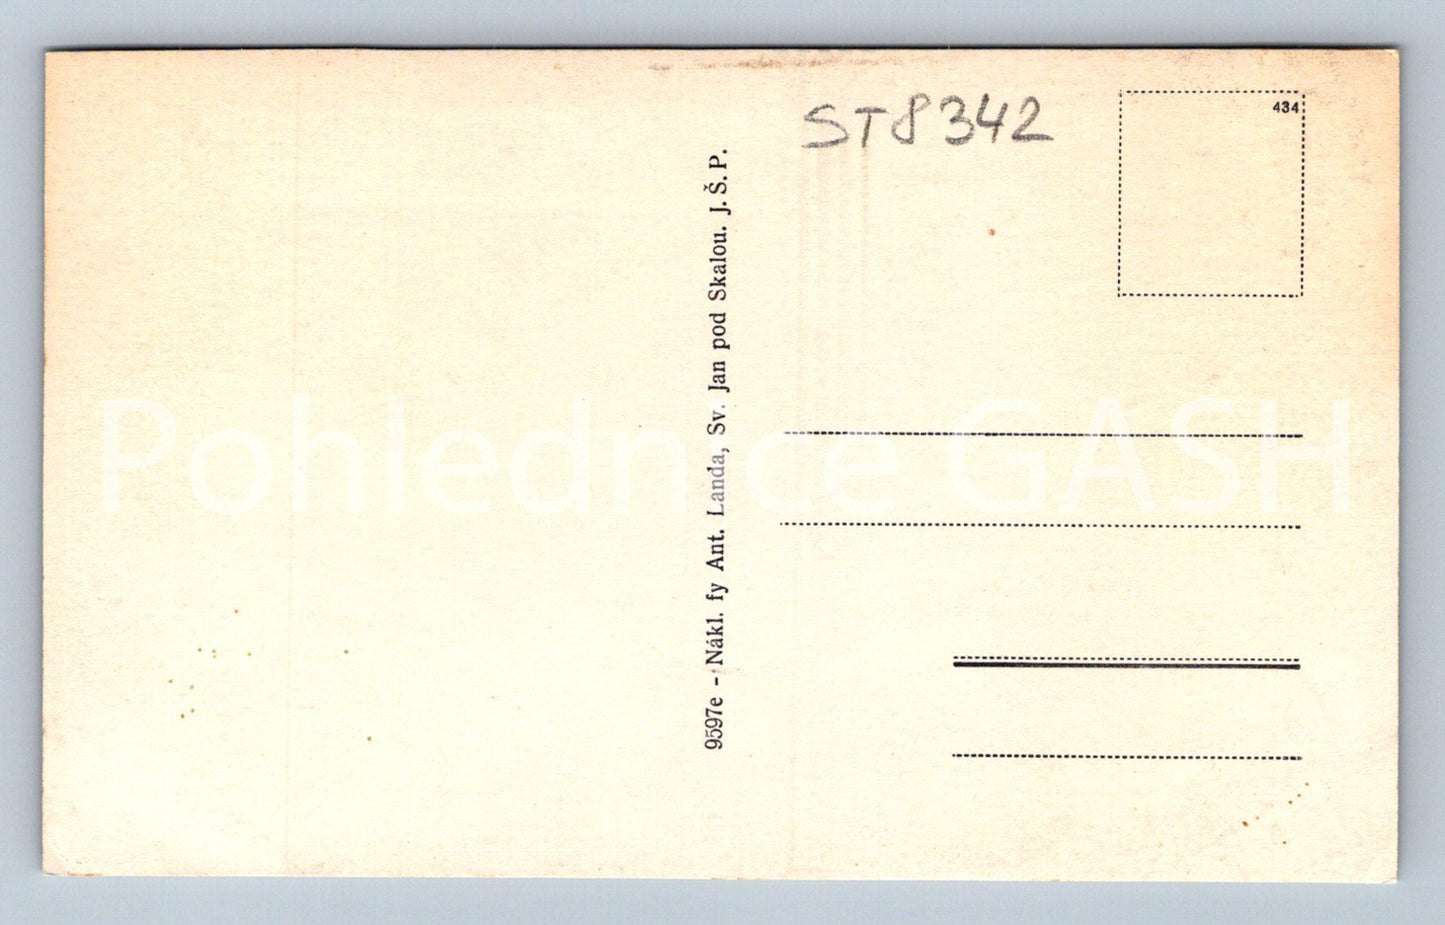 ST8342
434
9597e - Nákl. fy Ant. Landa, Sv. Jan pod Skalou. J. Š. P.
Pohlednice GASH